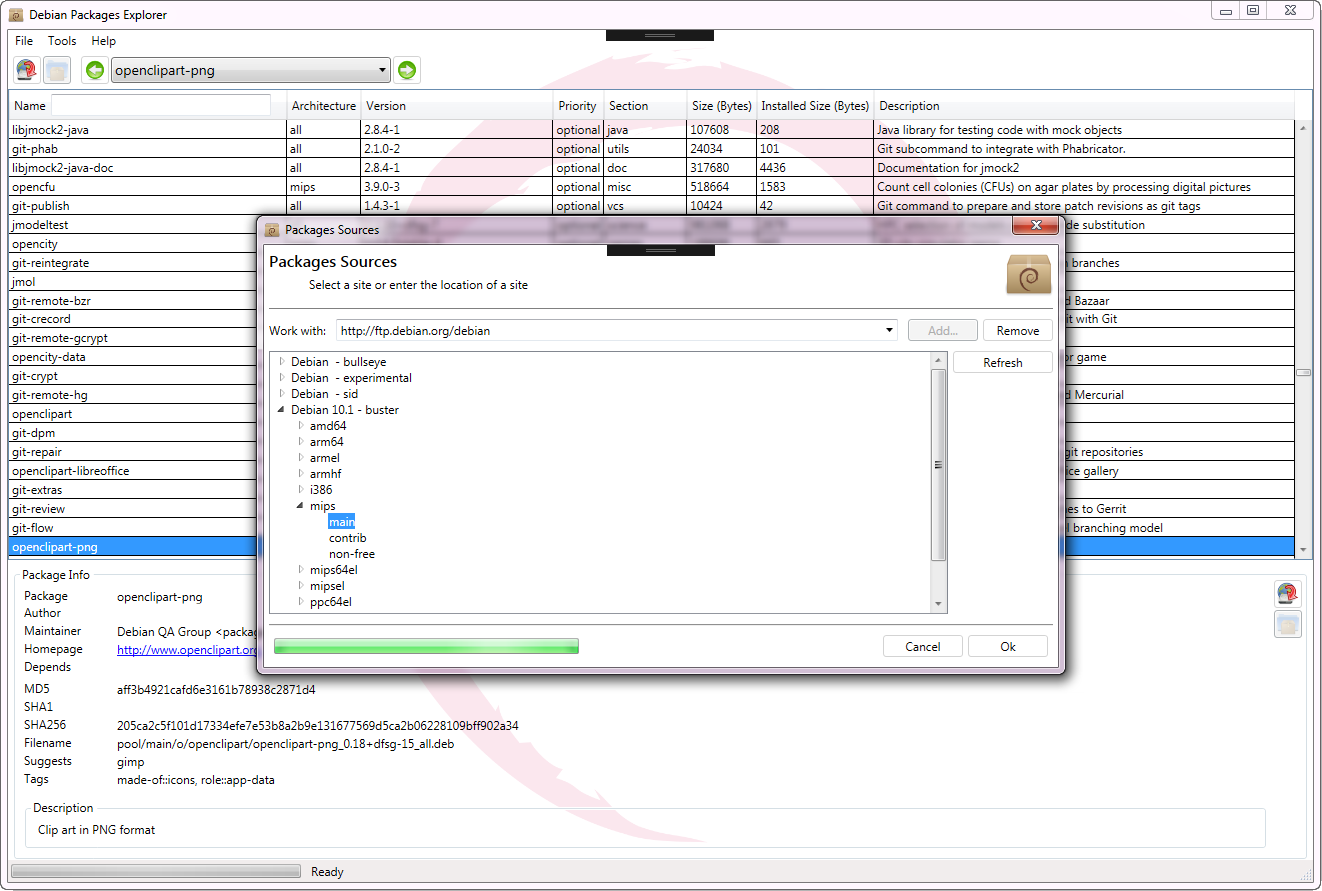 Debian Packages Explorer
File Tools Help
openclipart-png
Name Architecture Version Priority Section Size (Bytes) Installed Size (Bytes) Description
libjmock2-java all 2.8.4-1 optional java 107608 208 Java library for testing code with mock objects
git-phab all 2.1.0-2 optional utils 24034 101 Git subcommand to integrate with Phabricator.
libjmock2-java-doc all 2.8.4-1 optional doc 317680 4436 Documentation for jmock2
opencfu mips 3.9.0-3 optional misc 518664 1583 Count cell colonies (CFUs) on agar plates by processing digital pictures
git-publish all 1.4.3-1 optional vcs 10424 42 Git command to prepare and store patch revisions as git tags
jmodeltest de substitution
opencity
git-reintegrate branches
jmol
git-remote-bzr d Bazaar
git-crecord it with Git
git-remote-gcrypt
opencity-data or game
git-crypt
git-remote-hg d Mercurial
openclipart
git-dpm
git-repair git repositories
openclipart-libreoffice ice gallery
git-extras
git-review es to Gerrit
git-flow l branching model
openclipart-png
Packages Sources
Packages Sources
Select a site or enter the location of a site
Work with: http://ftp.debian.org/debian Add... Remove
Refresh
Debian - bullseye
Debian - experimental
Debian - sid
Debian 10.1 - buster
amd64
arm64
armel
armhf
i386
mips
main
contrib
non-free
mips64el
mipsel
ppc64el
Cancel Ok
Package Info
Package openclipart-png
Author
Maintainer Debian QA Group <packag
Homepage http://www.openclipart.org
Depends
MD5 aff3b4921cafd6e3161b78938c2871d4
SHA1
SHA256 205ca2c5f101d17334efe7e53b8a2b9e131677569d5ca2b06228109bff902a34
Filename pool/main/o/openclipart/openclipart-png_0.18+dfsg-15_all.deb
Suggests gimp
Tags made-of::icons, role::app-data
Description
Clip art in PNG format
Ready